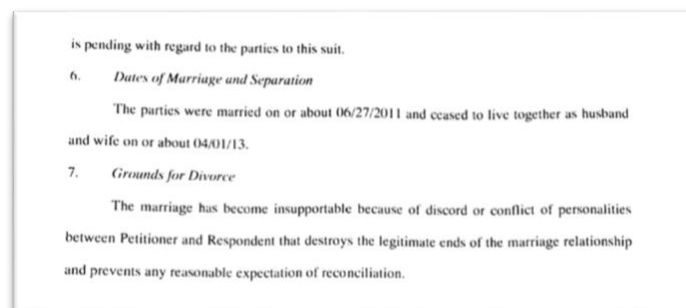 is pending with regard to the parties to this suit.
6. Dates of Marriage and Separation
The parties were married on or about 06/27/2011 and ceased to live together as husband
and wife on or about 04/01/13.
7. Grounds for Divorce
The marriage has become insupportable because of discord or conflict of personalities
between Petitioner and Respondent that destroys the legitimate ends of the marriage relationship
and prevents any reasonable expectation of reconciliation.